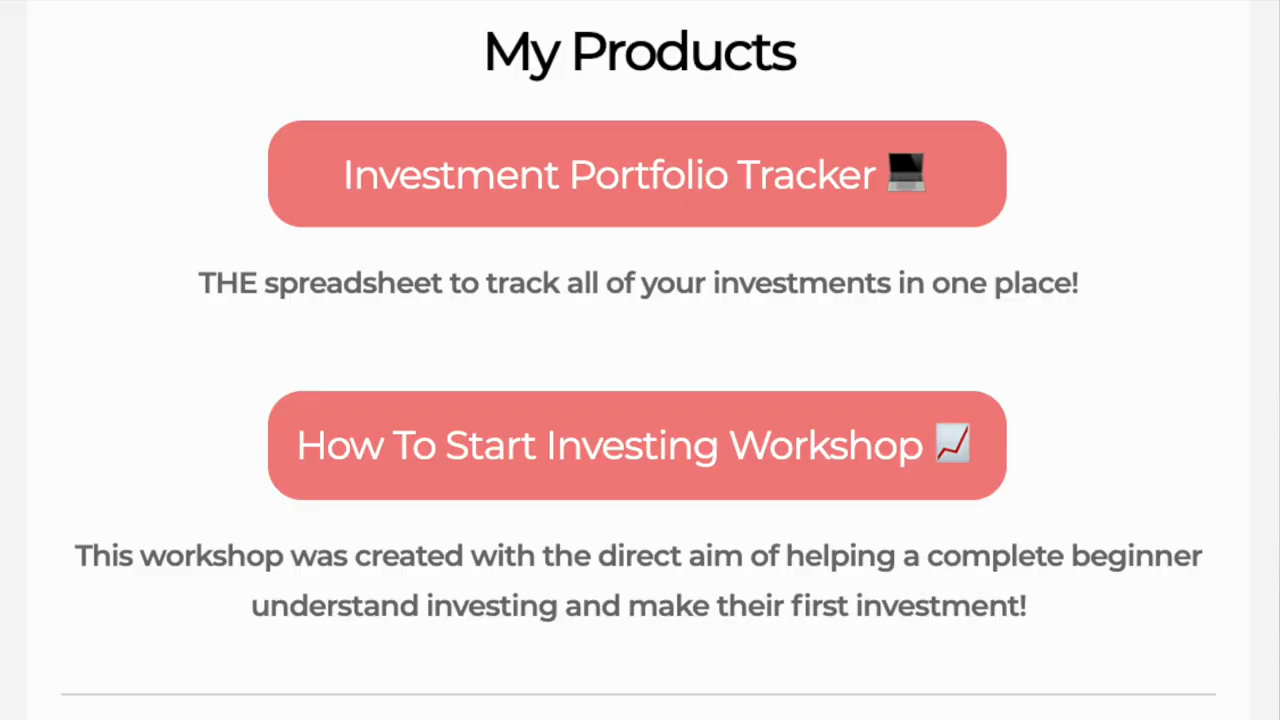 My Products
Investment Portfolio Tracker 💻
THE spreadsheet to track all of your investments in one place!
How To Start Investing Workshop 📈
This workshop was created with the direct aim of helping a complete beginner
understand investing and make their first investment!